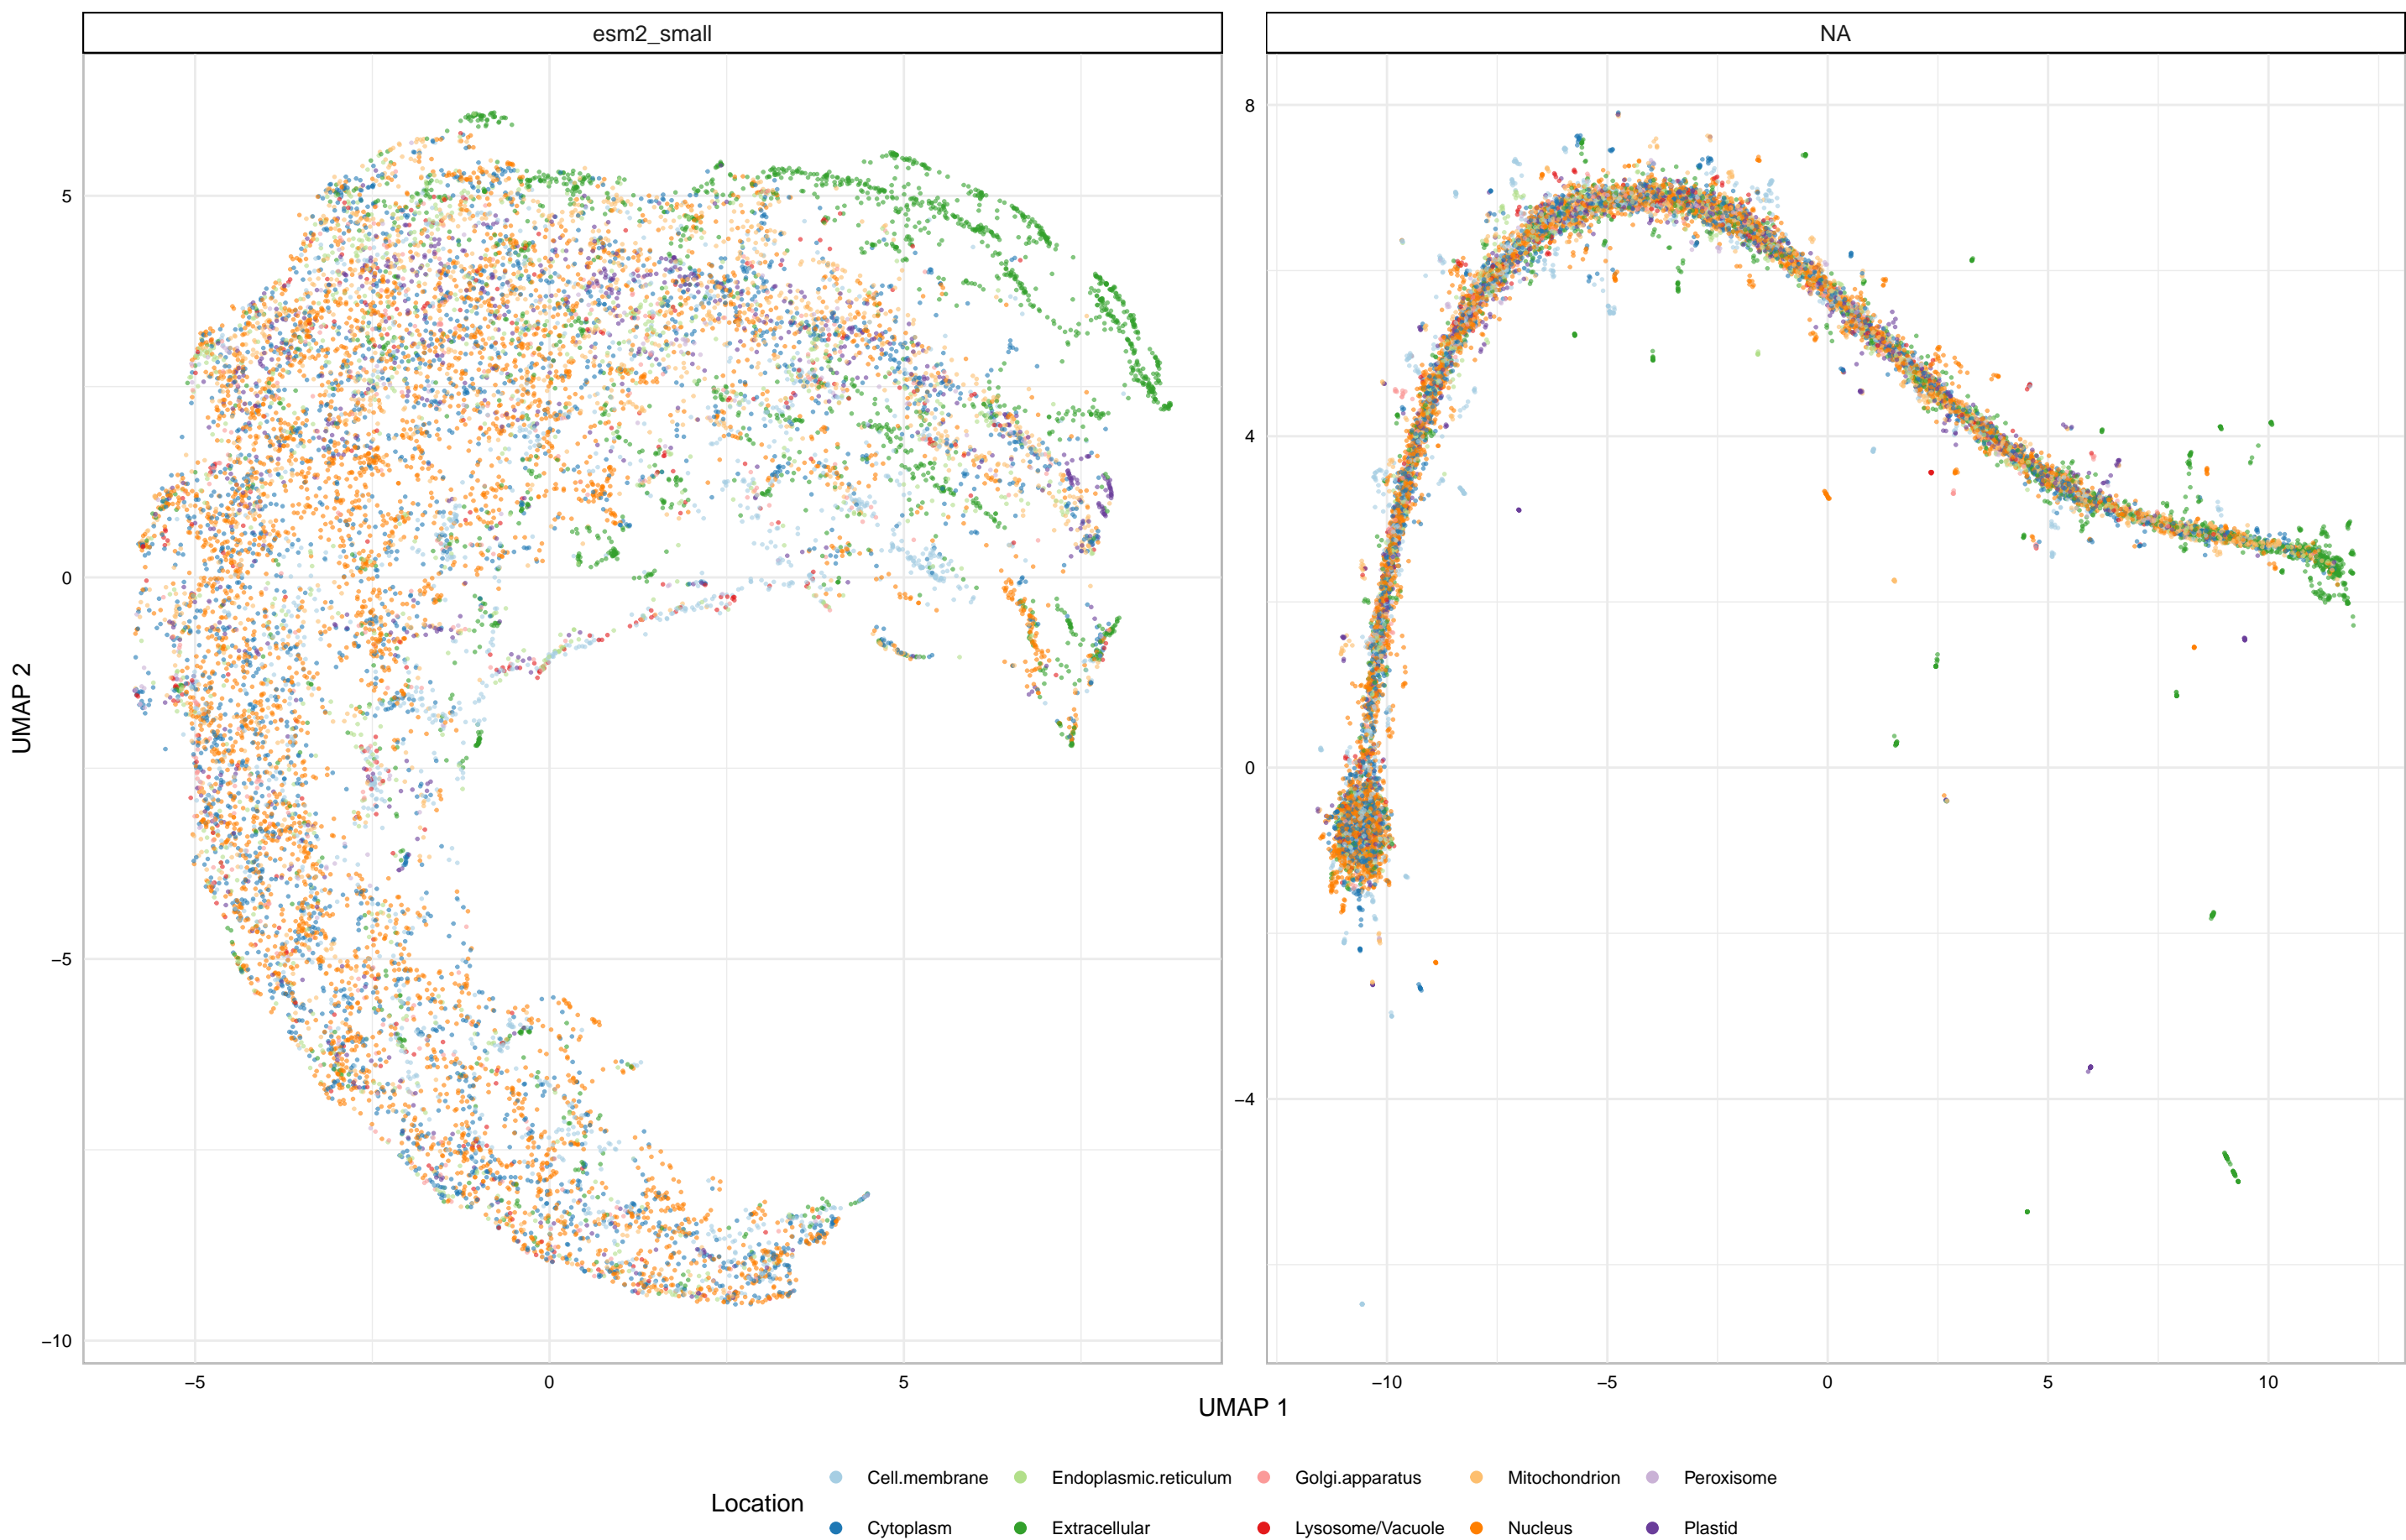 esm2_small
NA
5
0
−5
−10
8
4
0
−4
−5
0
5
−10
−5
0
5
10
UMAP 2
UMAP 1
Location
Cell.membrane
Endoplasmic.reticulum
Golgi.apparatus
Mitochondrion
Peroxisome
Cytoplasm
Extracellular
Lysosome/Vacuole
Nucleus
Plastid